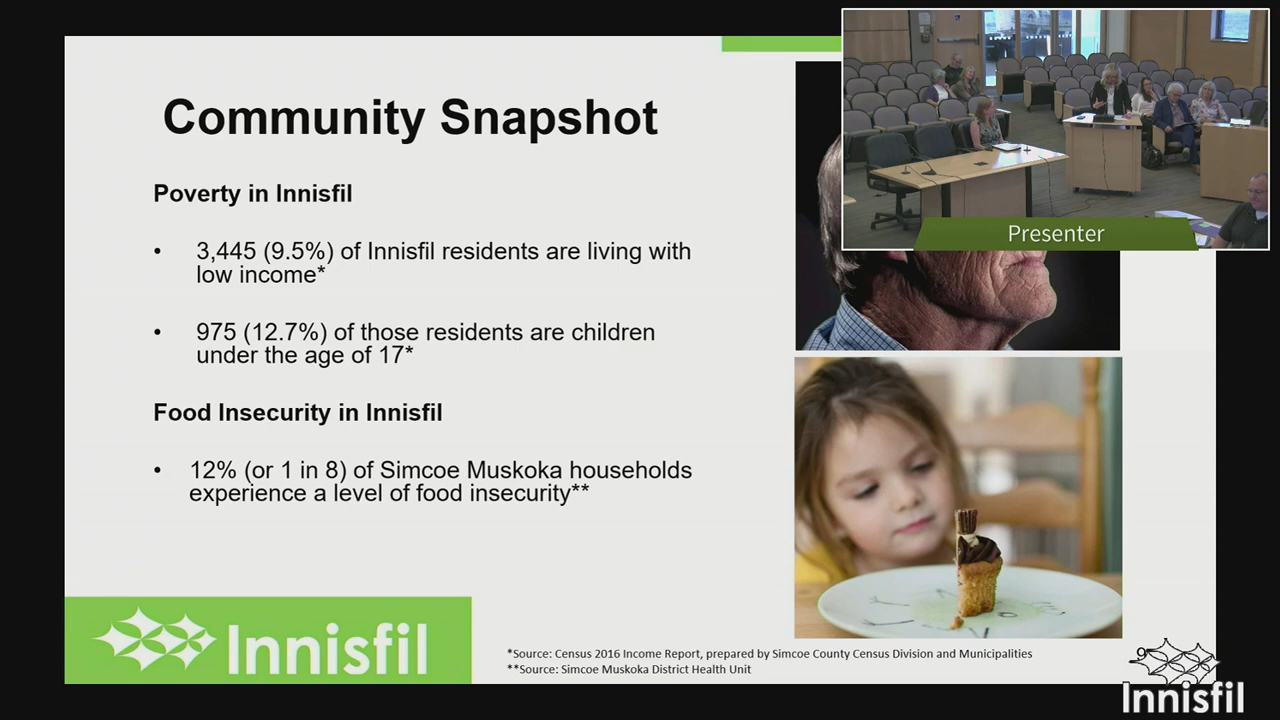 Community Snapshot
Poverty in Innisfil
• 3,445 (9.5%) of Innisfil residents are living with
low income*
• 975 (12.7%) of those residents are children
under the age of 17*
Food Insecurity in Innisfil
• 12% (or 1 in 8) of Simcoe Muskoka households
experience a level of food insecurity**
Presenter
Innisfil
*Source: Census 2016 Income Report, prepared by Simcoe County Census Division and Municipalities
**Source: Simcoe Muskoka District Health Unit
9
Innisfil